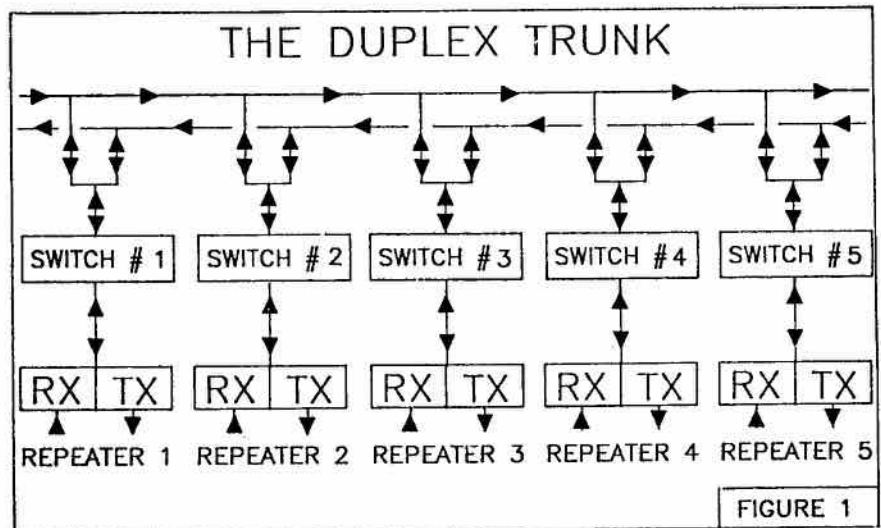 THE DUPLEX TRUNK
SWITCH #1 SWITCH #2 SWITCH #3 SWITCH #4 SWITCH #5
RX TX RX TX RX TX RX TX RX TX
REPEATER 1 REPEATER 2 REPEATER 3 REPEATER 4 REPEATER 5
FIGURE 1